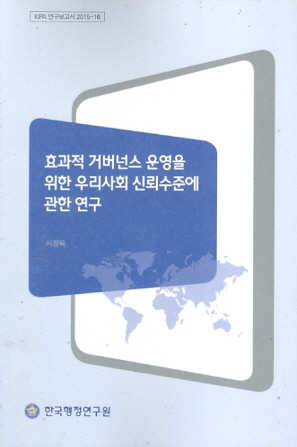 KIPA 연구보고서 2015-16
효과적 거버넌스 운영을
위한 우리사회 신뢰수준에
관한 연구
한국행정연구원